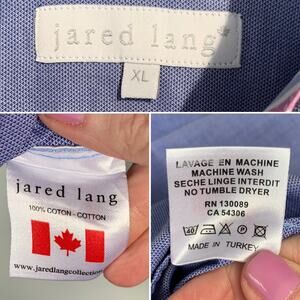 jared lang
XL
jared lang
100% COTON - COTTON
www.jaredlangcollection
LAVAGE EN MACHINE
MACHINE WASH
SECHE LINGE INTERDIT
NO TUMBLE DRYER
RN 130089
CA 54306
40
MADE IN TURKEY